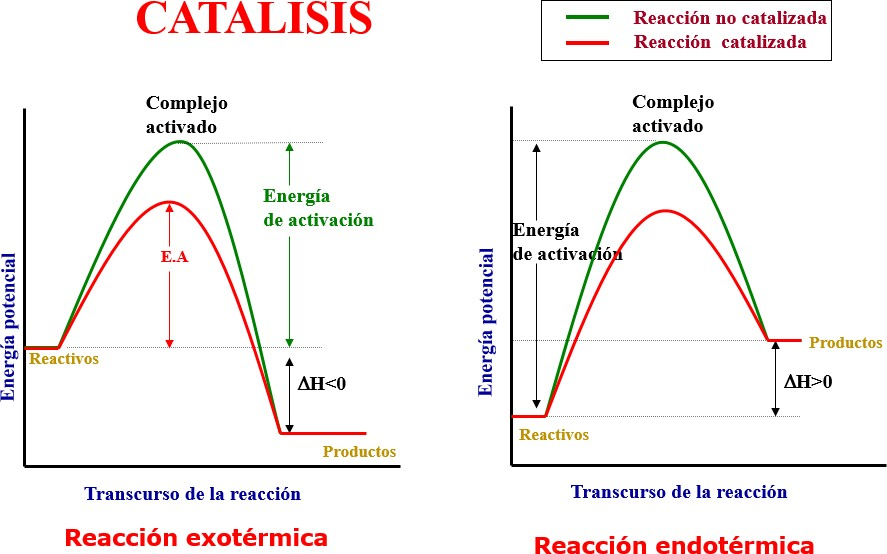 CATALISIS
Reacción no catalizada
Reacción catalizada
Complejo
activado
Energía
de activación
E.A
Energía potencial
Reactivos
ΔH<0
Productos
Transcurso de la reacción
Reacción exotérmica
Complejo
activado
Energía
de activación
Energía potencial
Productos
ΔH>0
Reactivos
Transcurso de la reacción
Reacción endotérmica